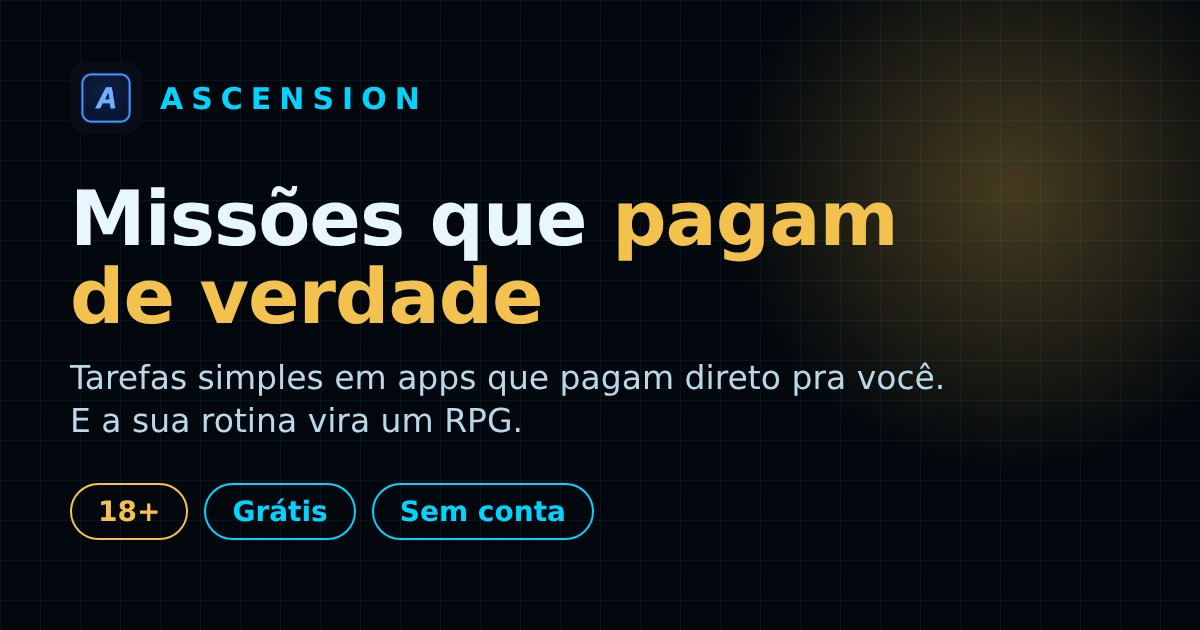 A
ASCENSION
Missões que pagam
de verdade
Tarefas simples em apps que pagam direto pra você.
E a sua rotina vira um RPG.
18+ Grátis Sem conta